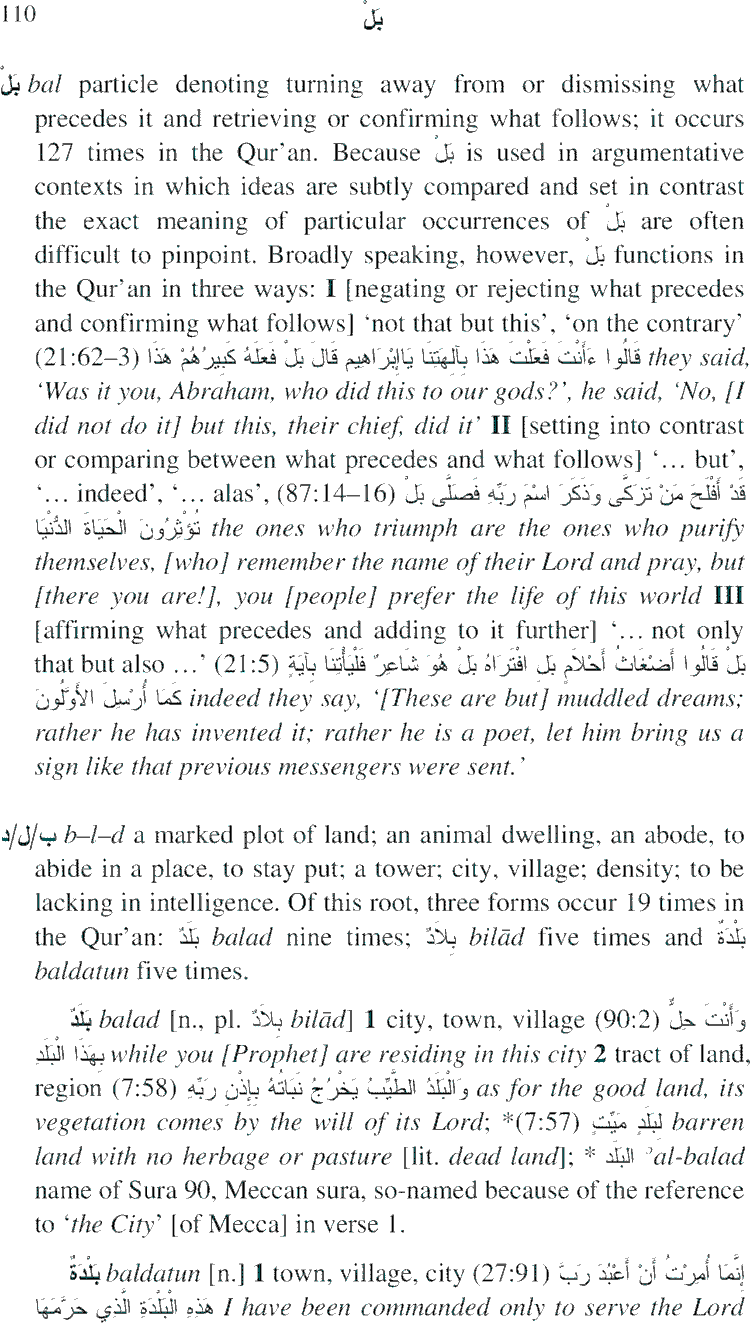 110
بَلْ
بَلْ bal particle denoting turning away from or dismissing what
precedes it and retrieving or confirming what follows; it occurs
127 times in the Qur’an. Because بَلْ is used in argumentative
contexts in which ideas are subtly compared and set in contrast
the exact meaning of particular occurrences of بَلْ are often
difficult to pinpoint. Broadly speaking, however, بَلْ functions in
the Qur’an in three ways: I [negating or rejecting what precedes
and confirming what follows] ‘not that but this’, ‘on the contrary’
(21:62–3) قَالُوا ءَأَنْتَ فَعَلْتَ هَذَا بِآلِهَتِنَا يَاإِبْرَاهِيم قَالَ بَلْ فَعَلَهُ كَبِيرُهُمْ هَذَا they said,
‘Was it you, Abraham, who did this to our gods?’, he said, ‘No, [I
did not do it] but this, their chief, did it’ II [setting into contrast
or comparing between what precedes and what follows] ‘… but’,
‘… indeed’, ‘… alas’, (87:14–16) قَدْ أَفْلَحَ مَنْ تَزَكَّى وَذَكَرَ اسْمَ رَبِّهِ فَصَلَّى بَلْ
تُؤْثِرُونَ الْحَيَاةَ الدُّنْيَا the ones who triumph are the ones who purify
themselves, [who] remember the name of their Lord and pray, but
[there you are!], you [people] prefer the life of this world III
[affirming what precedes and adding to it further] ‘… not only
that but also …’ (21:5) بَلْ قَالُوا أَضْغَاثُ أَحْلَامٍ بَلِ افْتَرَاهُ بَلْ هُوَ شَاعِرٌ فَلْيَأْتِنَا بِآيَةٍ
كَمَا أُرْسِلَ الأَوَّلُونَ indeed they say, ‘[These are but] muddled dreams;
rather he has invented it; rather he is a poet, let him bring us a
sign like that previous messengers were sent.’
ب/ل/د b–l–d a marked plot of land; an animal dwelling, an abode, to
abide in a place, to stay put; a tower; city, village; density; to be
lacking in intelligence. Of this root, three forms occur 19 times in
the Qur’an: بَلَدٌ balad nine times; بِلاَدٌ bilād five times and بَلْدَةٌ
baldatun five times.
بَلَدٌ balad [n., pl. بِلاَدٌ bilād] 1 city, town, village (90:2) وَأَنْتَ حِلٌّ
بِهَذَا الْبَلَدِ while you [Prophet] are residing in this city 2 tract of land,
region (7:58) وَالْبَلَدُ الطَّيِّبُ يَخْرُجُ نَبَاتُهُ بِإِذْنِ رَبِّهِ as for the good land, its
vegetation comes by the will of its Lord; *(7:57) لِبَلَدٍ مَيِّتٍ barren
land with no herbage or pasture [lit. dead land]; * البَلَد ʾal-balad
name of Sura 90, Meccan sura, so-named because of the reference
to ‘the City’ [of Mecca] in verse 1.
بَلْدَةٌ baldatun [n.] 1 town, village, city (27:91) إِنَّمَا أُمِرْتُ أَنْ أَعْبُدَ رَبَّ
هَذِهِ الْبَلْدَةِ الَّذِي حَرَّمَهَا I have been commanded only to serve the Lord